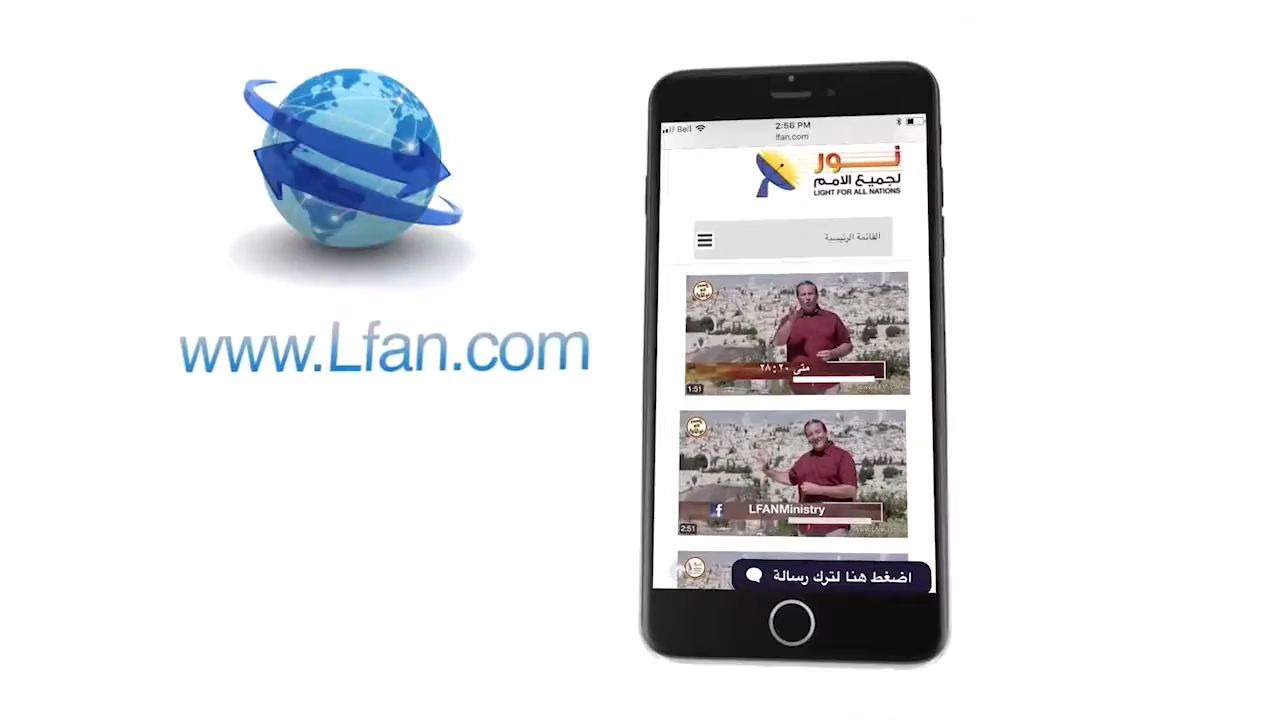 www.Lfan.com
Bell
2:56 PM
lfan.com
نور
لجميع الامم
LIGHT FOR ALL NATIONS
القائمة الرئيسية
متى ٢٠:٢٨
1:51
LFANMinistry
2:51
اضغط هنا لترك رسالة